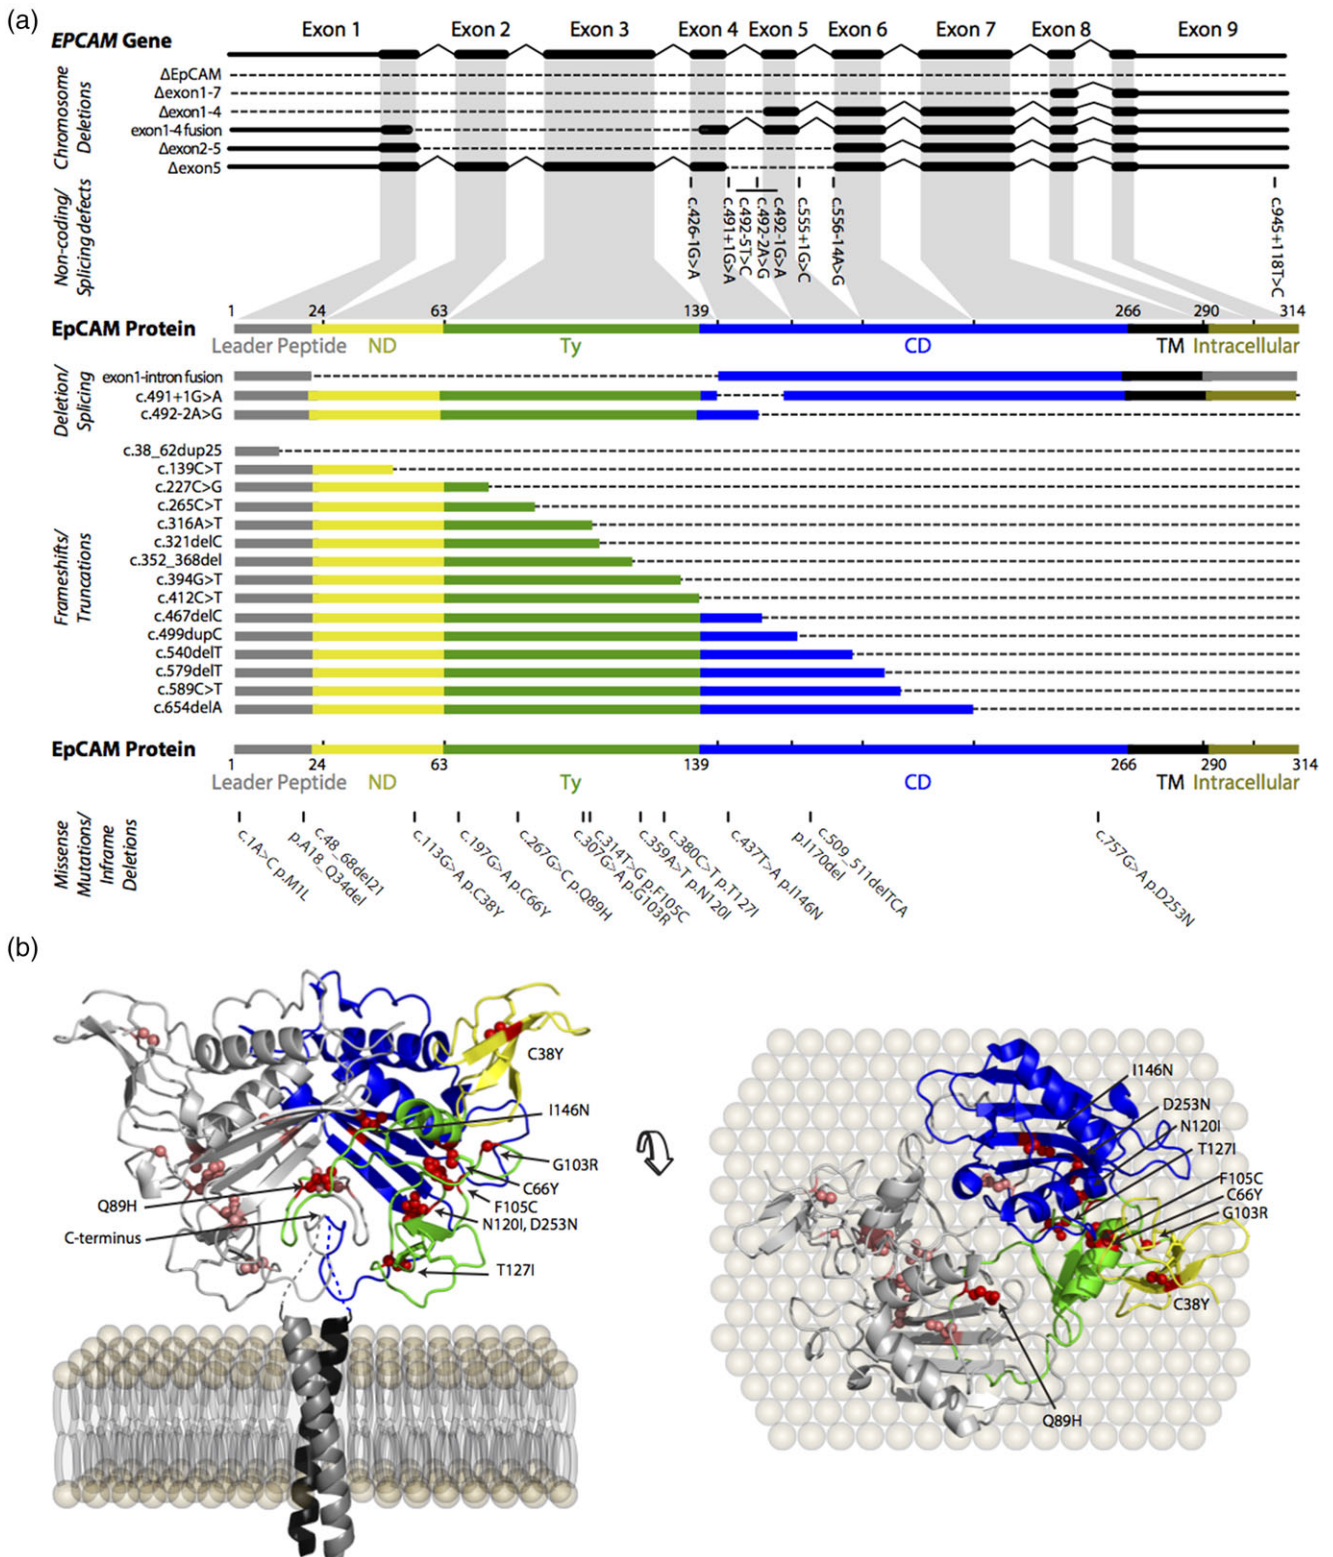 (a)
EPCAM Gene
Exon 1 Exon 2 Exon 3 Exon 4 Exon 5 Exon 6 Exon 7 Exon 8 Exon 9
Chromosome
Deletions
ΔEpCAM
Δexon1-7
Δexon1-4
exon1-4 fusion
Δexon2-5
Δexon5
Non-coding/
Splicing defects
c.426-1G>A
c.491+1G>A
c.492-5T>C
c.492-2A>G
c.492-1G>A
c.555+1G>C
c.556-14A>G
c.945+118T>C
1 24 63 139 266 290 314
EpCAM Protein
Leader Peptide ND Ty CD TM Intracellular
Deletion/
Splicing
exon1-intron fusion
c.491+1G>A
c.492-2A>G
Frameshifts/
Truncations
c.38_62dup25
c.139C>T
c.227C>G
c.265C>T
c.316A>T
c.321delC
c.352_368del
c.394G>T
c.412C>T
c.467delC
c.499dupC
c.540delT
c.579delT
c.589C>T
c.654delA
EpCAM Protein
1 24 63 139 266 290 314
Leader Peptide ND Ty CD TM Intracellular
Missense
Mutations/
Inframe
Deletions
c.1A>C p.M1L
c.48_68del21
p.A18_Q34del
c.113G>A p.C38Y
c.197G>A p.C66Y
c.267G>C p.Q89H
c.307G>A p.G103R
c.314T>G p.F105C
c.359A>T p.N120I
c.380C>T p.T127I
c.437T>A p.I146N
c.509_511delTCA
p.I170del
c.757G>A p.D253N
(b)
C38Y
I146N
G103R
C66Y
F105C
N120I, D253N
T127I
Q89H
C-terminus
I146N
D253N
N120I
T127I
F105C
C66Y
G103R
C38Y
Q89H